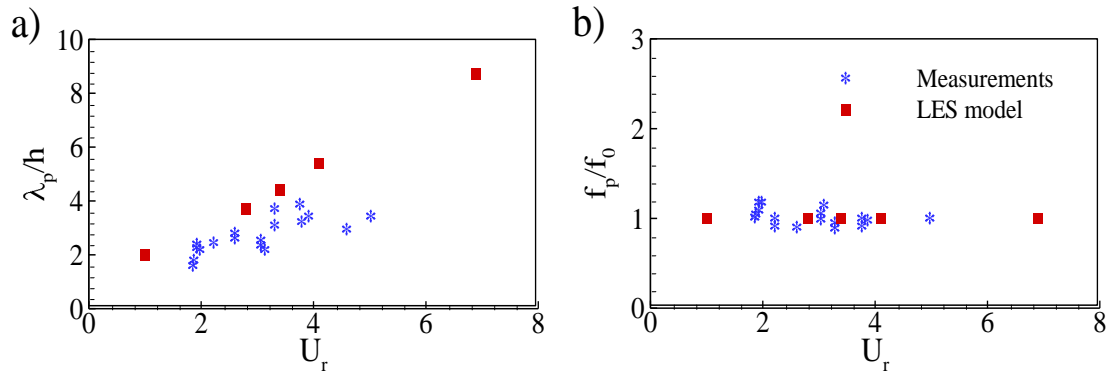 a)
10
8
6
4
2
0
λp/h
0 2 4 6 8
Ur
b)
3
2
1
0
fp/f0
0 2 4 6 8
Ur
Measurements
LES model